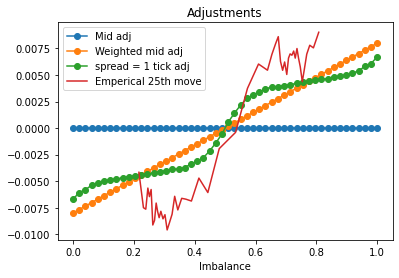 Adjustments
Mid adj
Weighted mid adj
spread = 1 tick adj
Emperical 25th move
0.0075
0.0050
0.0025
0.0000
−0.0025
−0.0050
−0.0075
−0.0100
0.0 0.2 0.4 0.6 0.8 1.0
Imbalance